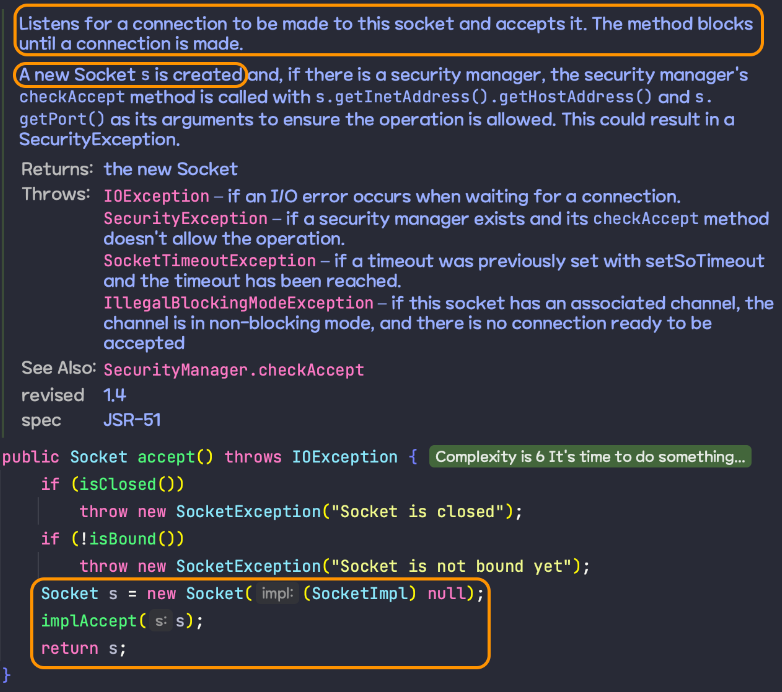 Listens for a connection to be made to this socket and accepts it. The method blocks
until a connection is made.
A new Socket s is created and, if there is a security manager, the security manager's
checkAccept method is called with s.getInetAddress().getHostAddress() and s.
getPort() as its arguments to ensure the operation is allowed. This could result in a
SecurityException.
Returns: the new Socket
Throws: IOException – if an I/O error occurs when waiting for a connection.
SecurityException – if a security manager exists and its checkAccept method
doesn't allow the operation.
SocketTimeoutException – if a timeout was previously set with setSoTimeout
and the timeout has been reached.
IllegalBlockingModeException – if this socket has an associated channel, the
channel is in non-blocking mode, and there is no connection ready to be
accepted
See Also: SecurityManager.checkAccept
revised 1.4
spec JSR-51
public Socket accept() throws IOException { Complexity is 6 It's time to do something...
if (isClosed())
throw new SocketException("Socket is closed");
if (!isBound())
throw new SocketException("Socket is not bound yet");
Socket s = new Socket( impl: (SocketImpl) null);
implAccept( s: s);
return s;
}